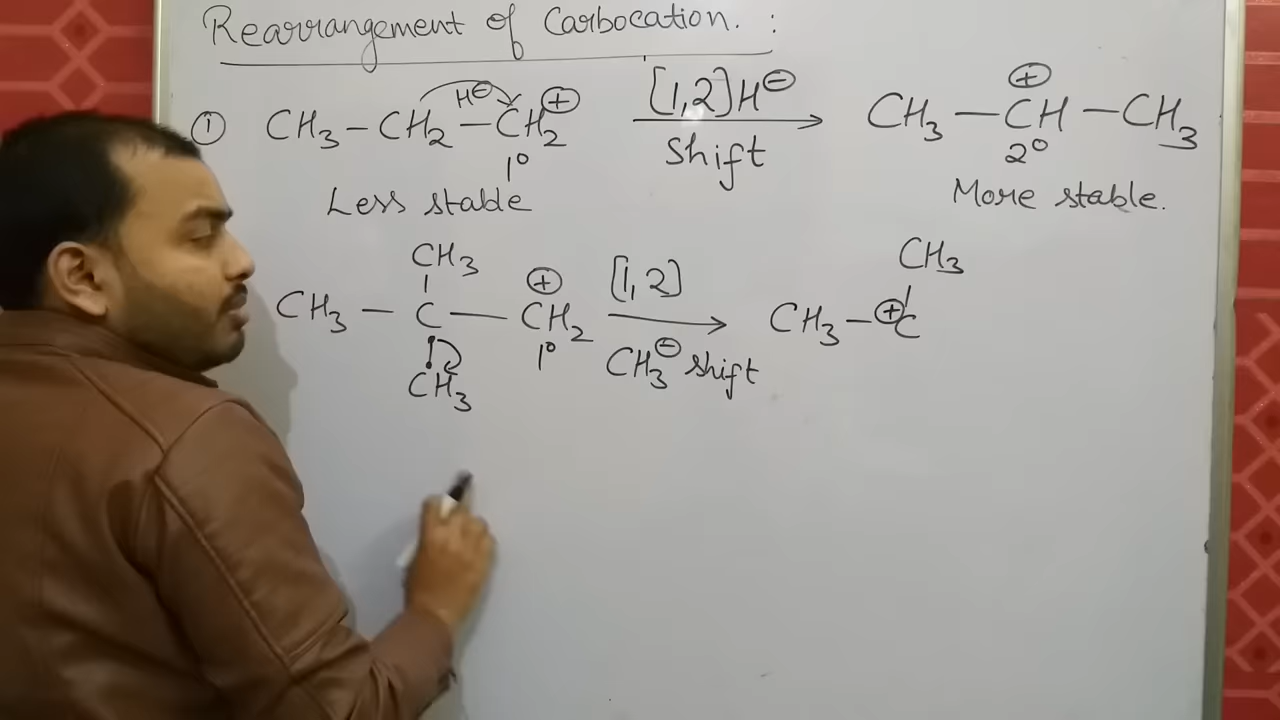 Rearrangement of Carbocation. :
① CH₃ – CH₂ – CH₂ ⊕ H⊖ [1,2]H⊖ Shift CH₃ – CH – CH₃ ⊕
1° 2°
Less stable More stable.
CH₃ CH₃
CH₃ – C – CH₂ ⊕ [1,2] CH₃ – ⊕C
1° CH₃⊖ shift
CH₃